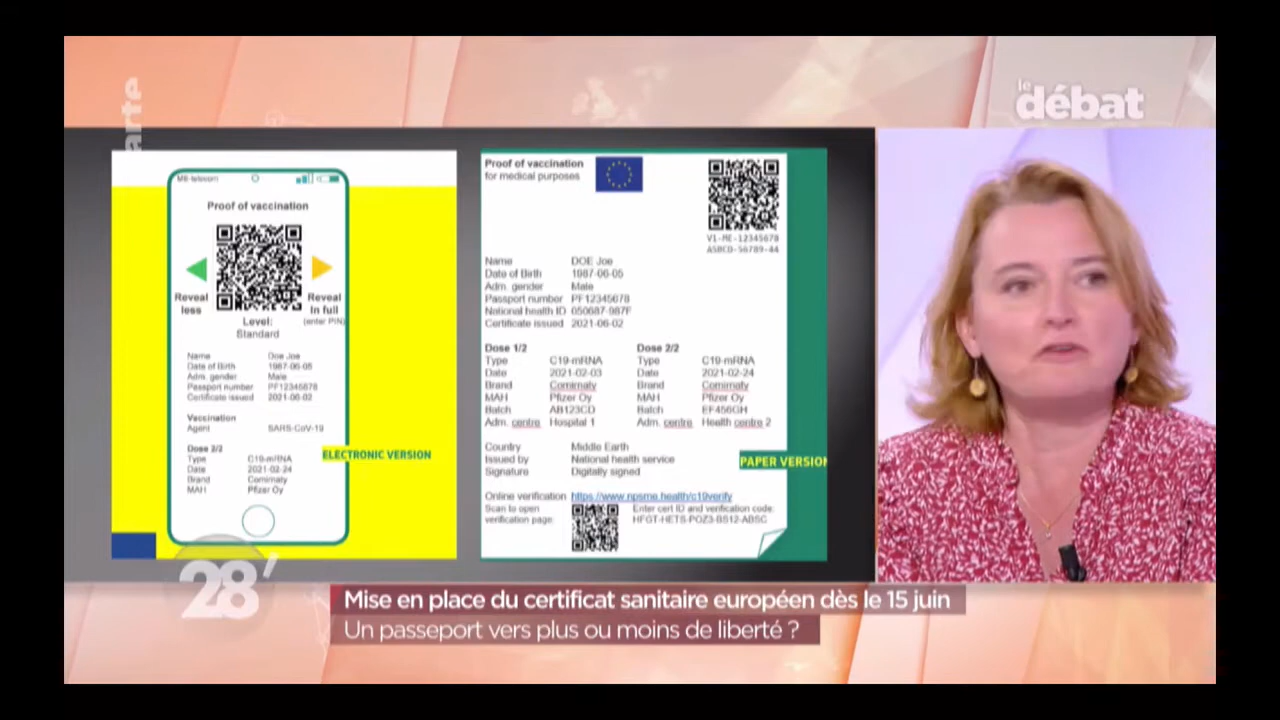 arte
le
débat
M8-telecom
Proof of vaccination
Reveal
less
Reveal
In full
(enter PIN)
Level:
Standard
Name Doe Joe
Date of Birth 1987-06-05
Adm. gender Male
Passport number PF12345678
Certificate issued 2021-06-02
Vaccination
Agent SARS-CoV-19
Dose 2/2
Type C19-mRNA
Date 2021-02-24
Brand Comirnaty
MAH Pfizer Oy
ELECTRONIC VERSION
Proof of vaccination
for medical purposes
V1-ME-12345678
ASBCD-56789-44
Name DOE Joe
Date of Birth 1987-06-05
Adm. gender Male
Passport number PF12345678
National health ID 050687-987F
Certificate issued 2021-06-02
Dose 1/2 Dose 2/2
Type C19-mRNA Type C19-mRNA
Date 2021-02-03 Date 2021-02-24
Brand Comirnaty Brand Comirnaty
MAH Pfizer Oy MAH Pfizer Oy
Batch AB123CD Batch EF456GH
Adm. centre Hospital 1 Adm. centre Health centre 2
Country Middle Earth
Issued by National health service
Signature Digitally signed
PAPER VERSION
Online verification https://www.npsme.health/c19verify
Scan to open Enter cert ID and verification code:
verification page: HFGT-HETS-POZ3-BS12-ABSC
28'
Mise en place du certificat sanitaire européen dès le 15 juin
Un passeport vers plus ou moins de liberté ?